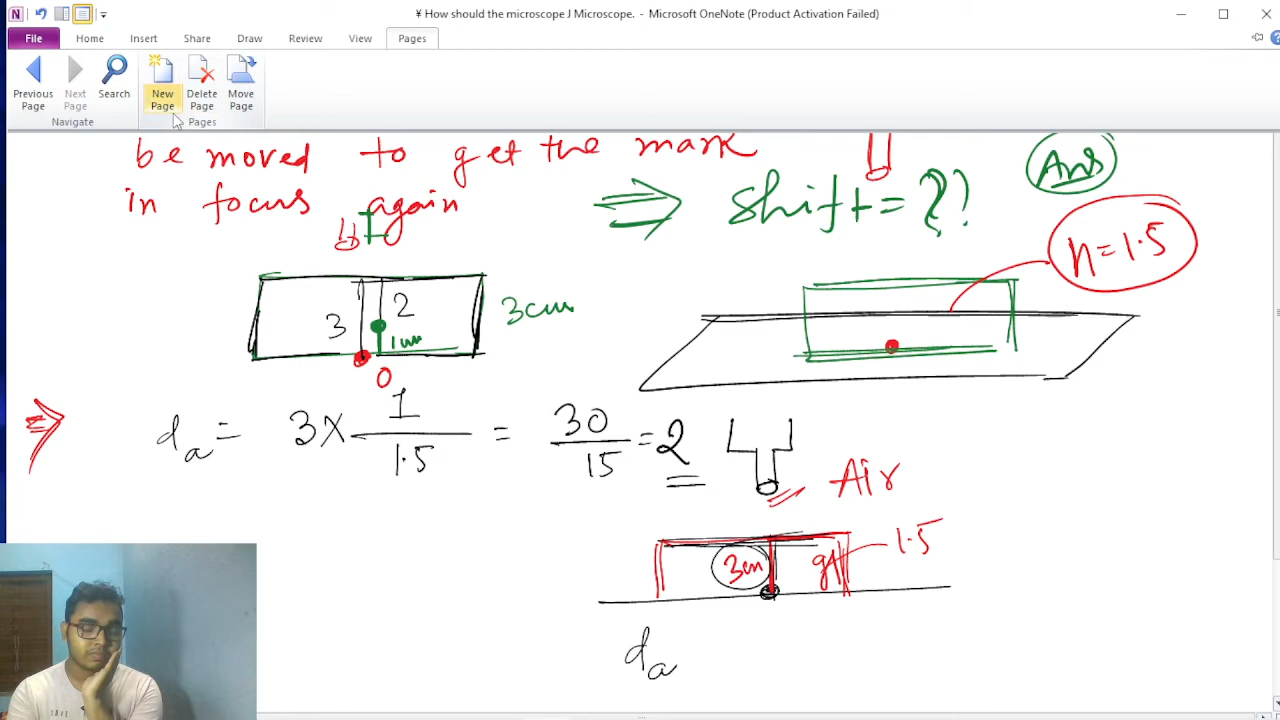 ¥ How should the microscope J Microscope. - Microsoft OneNote (Product Activation Failed)
File Home Insert Share Draw Review View Pages
Previous Page
Next Page
Search
New Page
Delete Page
Move Page
Navigate
Pages
be moved to get the mark
in focus again ⇒ Shift = ??
Ans
n=1.5
3 2 3cm
1cm
O
da = 3 X 1/1.5 = 30/15 = 2
Air
3cm 1.5
da